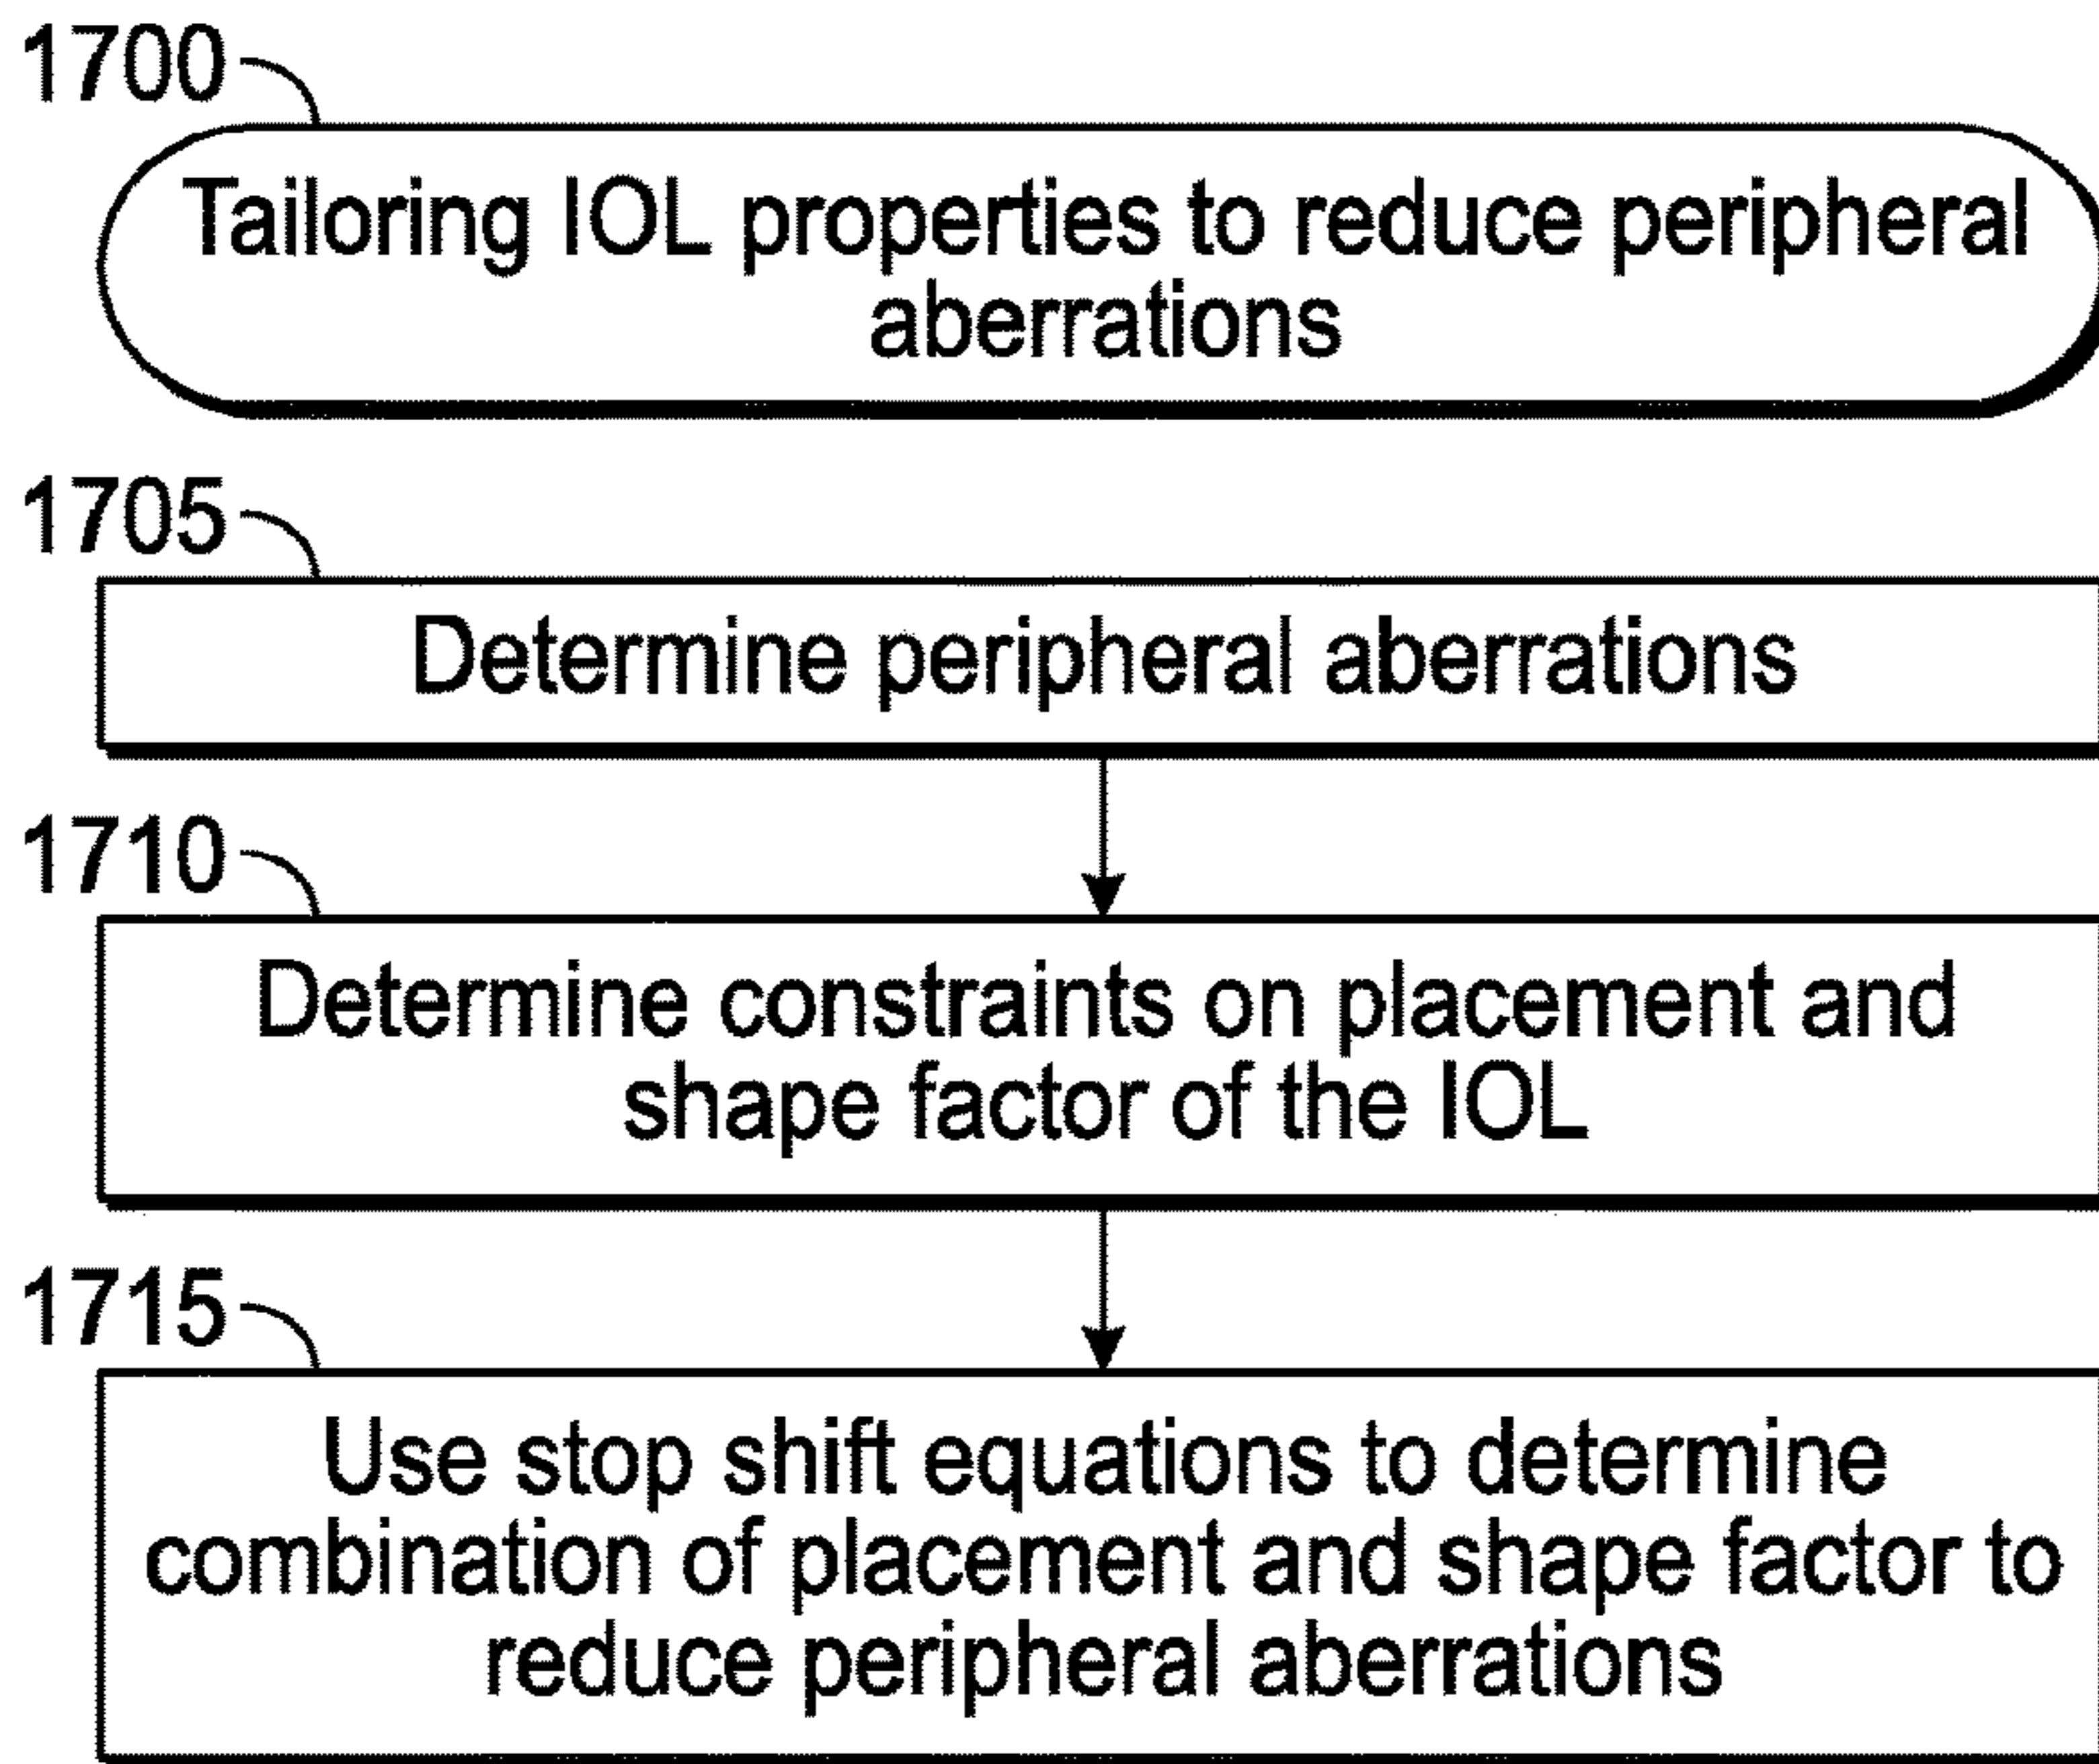 1700
Tailoring IOL properties to reduce peripheral
aberrations
1705
Determine peripheral aberrations
1710
Determine constraints on placement and
shape factor of the IOL
1715
Use stop shift equations to determine
combination of placement and shape factor to
reduce peripheral aberrations